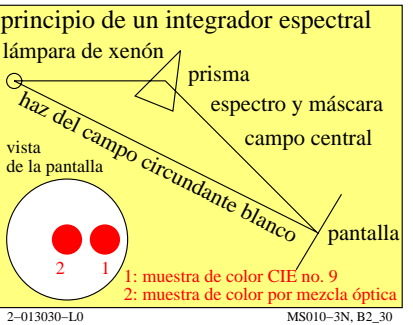 principio de un integrador espectral
lámpara de xenón
prisma
espectro y máscara
haz del campo circundante blanco
campo central
vista
de la pantalla
pantalla
2 1
1: muestra de color CIE no. 9
2: muestra de color por mezcla óptica
2−013030−L0 MS010−3N, B2_30